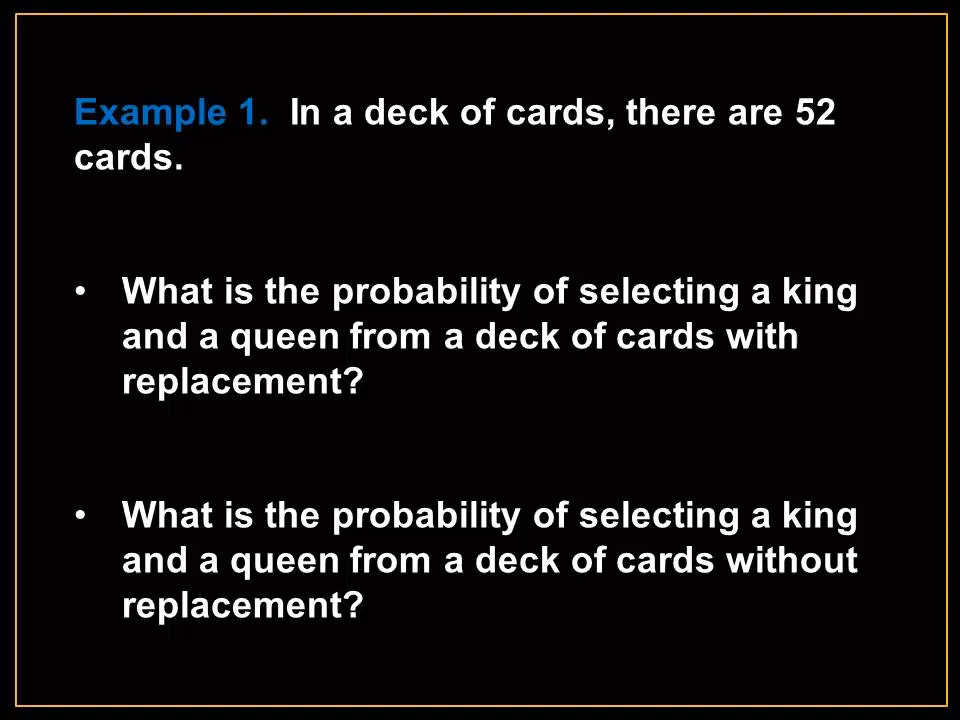 Example 1.  In a deck of cards, there are 52
cards.
• What is the probability of selecting a king
and a queen from a deck of cards with
replacement?
• What is the probability of selecting a king
and a queen from a deck of cards without
replacement?